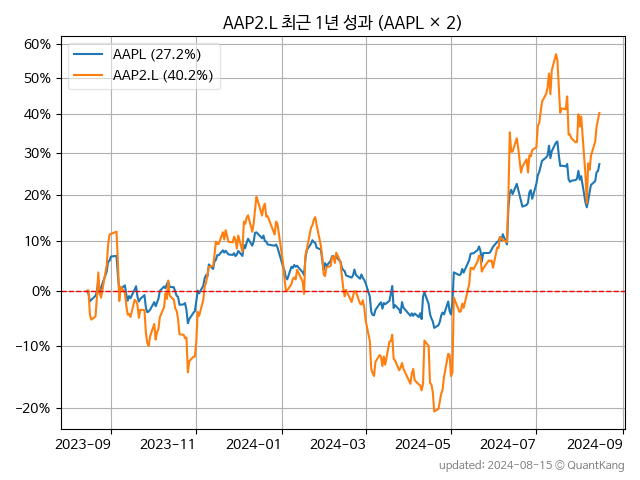 AAP2.L 최근 1년 성과 (AAPL × 2)
AAPL (27.2%)
AAP2.L (40.2%)
60%
50%
40%
30%
20%
10%
0%
−10%
−20%
2023-09 2023-11 2024-01 2024-03 2024-05 2024-07 2024-09
updated: 2024-08-15 © QuantKang